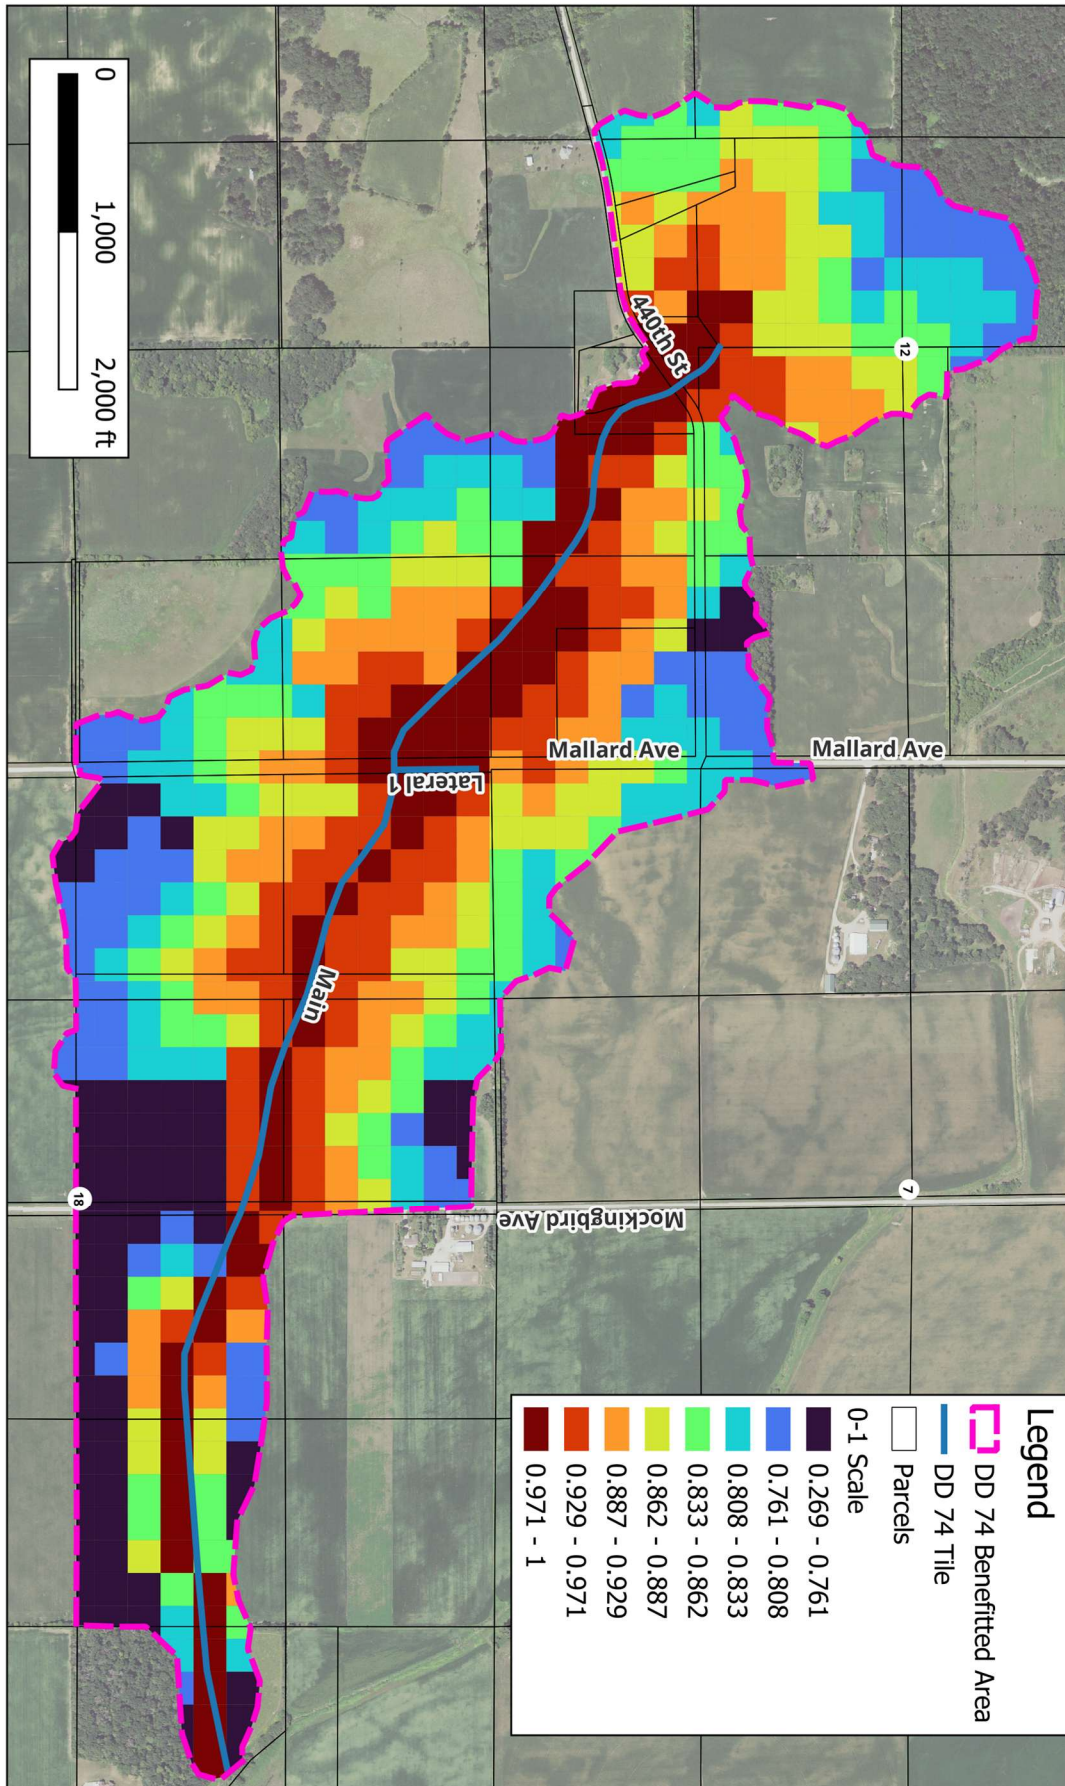 Legend
DD 74 Benefitted Area
DD 74 Tile
Parcels
0-1 Scale
0.269 - 0.761
0.761 - 0.808
0.808 - 0.833
0.833 - 0.862
0.862 - 0.887
0.887 - 0.929
0.929 - 0.971
0.971 - 1
12
7
18
440th St
Mallard Ave
Mallard Ave
Lateral 1
Main
Mockingbird Ave
0 1,000 2,000 ft